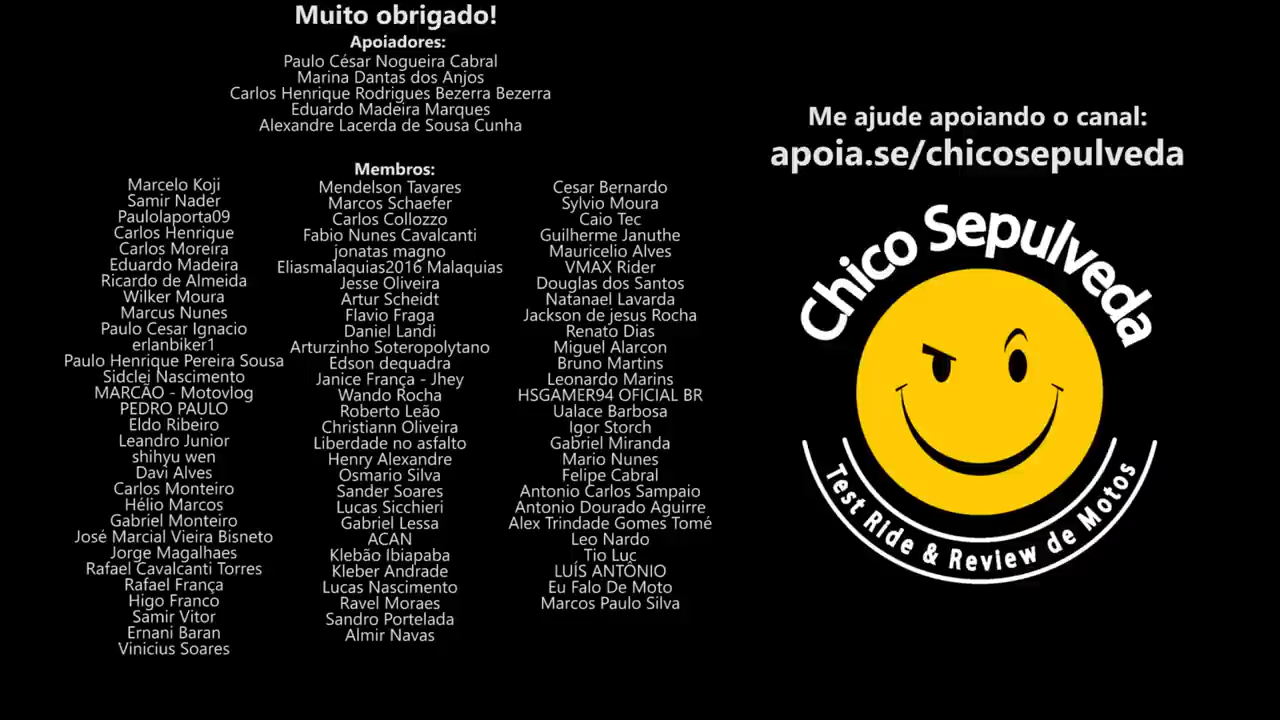 Muito obrigado!
Apoiadores:
Paulo César Nogueira Cabral
Marina Dantas dos Anjos
Carlos Henrique Rodrigues Bezerra Bezerra
Eduardo Madeira Marques
Alexandre Lacerda de Sousa Cunha
Marcelo Koji
Samir Nader
Paulolaporta09
Carlos Henrique
Carlos Moreira
Eduardo Madeira
Ricardo de Almeida
Wilker Moura
Marcus Nunes
Paulo Cesar Ignacio
erlanbiker1
Paulo Henrique Pereira Sousa
Sidclei Nascimento
MARCÃO - Motovlog
PEDRO PAULO
Eldo Ribeiro
Leandro Junior
shihyu wen
Davi Alves
Carlos Monteiro
Hélio Marcos
Gabriel Monteiro
José Marcial Vieira Bisneto
Jorge Magalhaes
Rafael Cavalcanti Torres
Rafael França
Higo Franco
Samir Vitor
Ernani Baran
Vinicius Soares
Membros:
Mendelson Tavares
Marcos Schaefer
Carlos Collozzo
Fabio Nunes Cavalcanti
jonatas magno
Eliasmalaquias2016 Malaquias
Jesse Oliveira
Artur Scheidt
Flavio Fraga
Daniel Landi
Arturzinho Soteropolytano
Edson dequadra
Janice França - Jhey
Wando Rocha
Roberto Leão
Christiann Oliveira
Liberdade no asfalto
Henry Alexandre
Osmario Silva
Sander Soares
Lucas Sicchieri
Gabriel Lessa
ACAN
Klebão Ibiapaba
Kleber Andrade
Lucas Nascimento
Ravel Moraes
Sandro Portelada
Almir Navas
Cesar Bernardo
Sylvio Moura
Caio Tec
Guilherme Januthe
Mauricelio Alves
VMAX Rider
Douglas dos Santos
Natanael Lavarda
Jackson de jesus Rocha
Renato Dias
Miguel Alarcon
Bruno Martins
Leonardo Marins
HSGAMER94 OFICIAL BR
Ualace Barbosa
Igor Storch
Gabriel Miranda
Mario Nunes
Felipe Cabral
Antonio Carlos Sampaio
Antonio Dourado Aguirre
Alex Trindade Gomes Tomé
Leo Nardo
Tio Luc
LUÍS ANTÔNIO
Eu Falo De Moto
Marcos Paulo Silva
Me ajude apoiando o canal:
apoia.se/chicosepulveda
Chico Sepulveda
Test Ride & Review de Motos